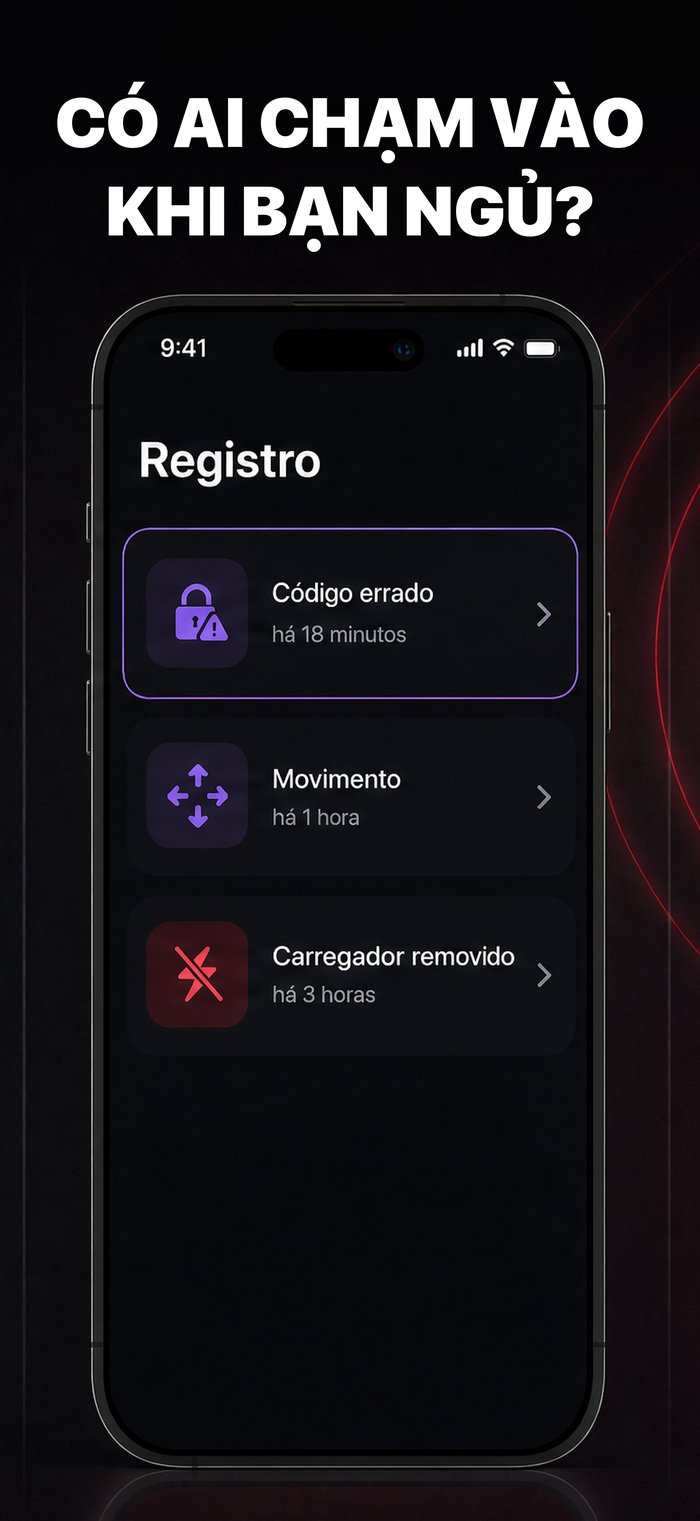 CÓ AI CHẠM VÀO
KHI BẠN NGỦ?
9:41
Registro
Código errado
há 18 minutos
Movimento
há 1 hora
Carregador removido
há 3 horas